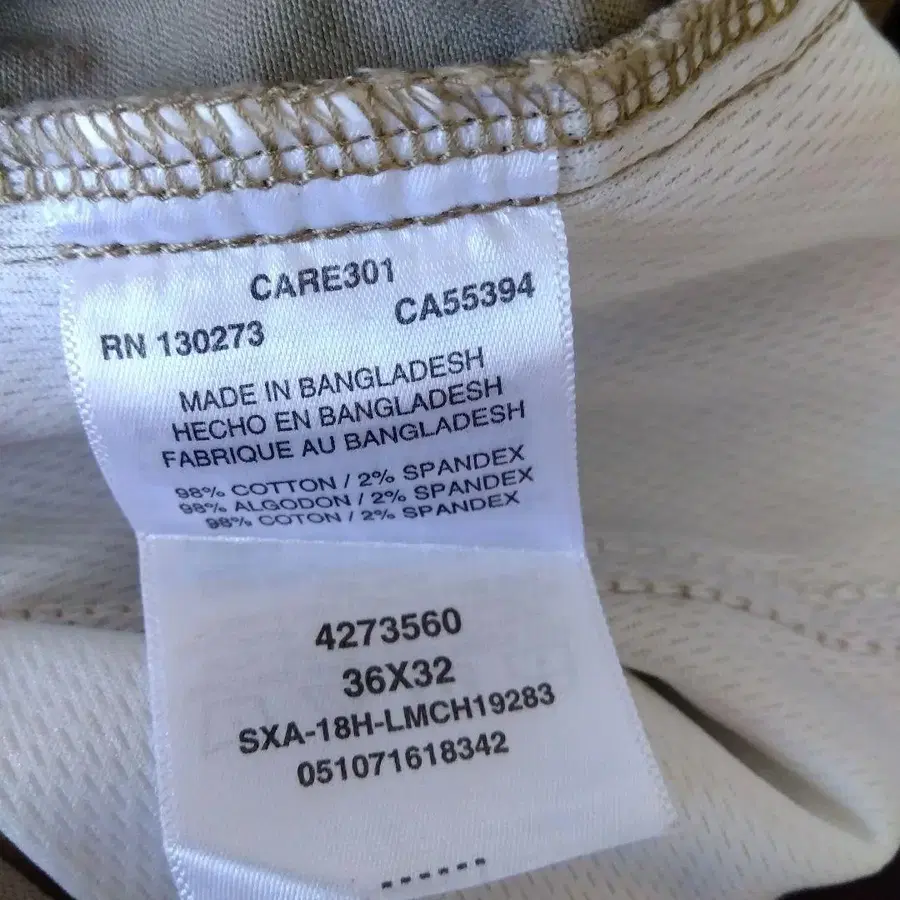 CARE301
RN 130273 CA55394
MADE IN BANGLADESH
HECHO EN BANGLADESH
FABRIQUE AU BANGLADESH
98% COTTON / 2% SPANDEX
98% ALGODON / 2% SPANDEX
98% COTON / 2% SPANDEX
4273560
36X32
SXA-18H-LMCH19283
051071618342
------